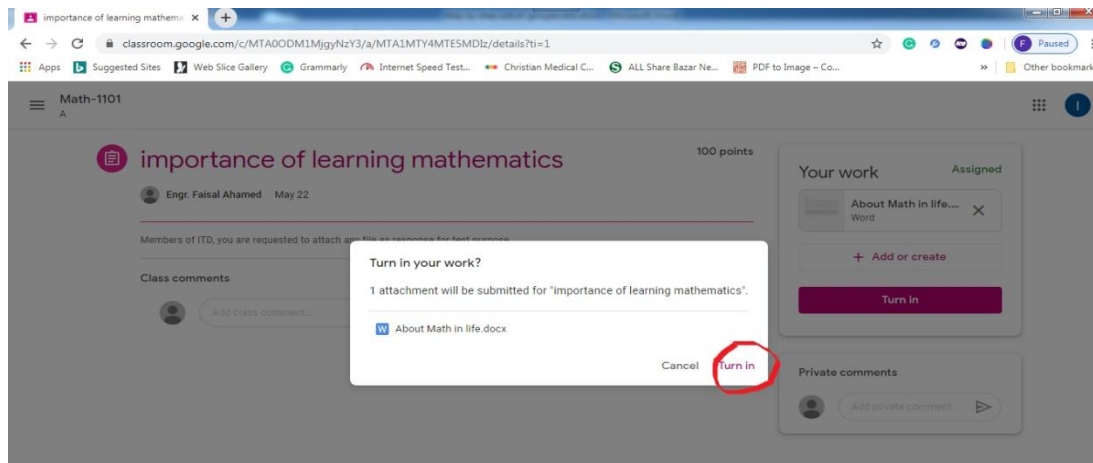 importance of learning mathema
classroom.google.com/c/MTA0ODM1MjgyNzY3/a/MTA1MTY4MTE5MDIz/details?ti=1
F Paused
Apps Suggested Sites Web Slice Gallery Grammarly Internet Speed Test... Christian Medical C... ALL Share Bazar Ne... PDF to Image – Co... » Other bookmark
Math-1101
A
I
importance of learning mathematics
100 points
Engr. Faisal Ahamed May 22
Members of ITD, you are requested to attach any file as response for test purpose
Class comments
Add class comment...
Your work Assigned
About Math in life....
Word
+ Add or create
Turn in
Turn in your work?
1 attachment will be submitted for "importance of learning mathematics".
W About Math in life.docx
Cancel Turn in
Private comments
Add private comment...